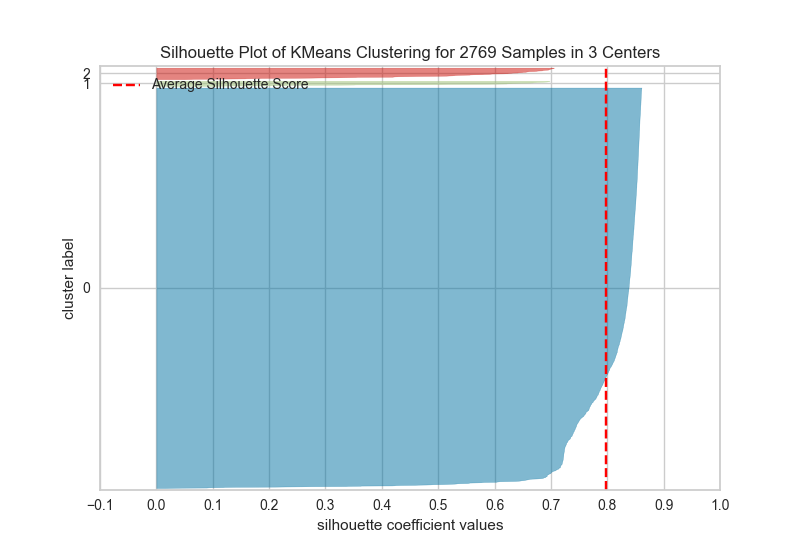 Silhouette Plot of KMeans Clustering for 2769 Samples in 3 Centers
2
1
Average Silhouette Score
0
cluster label
−0.1 0.0 0.1 0.2 0.3 0.4 0.5 0.6 0.7 0.8 0.9 1.0
silhouette coefficient values